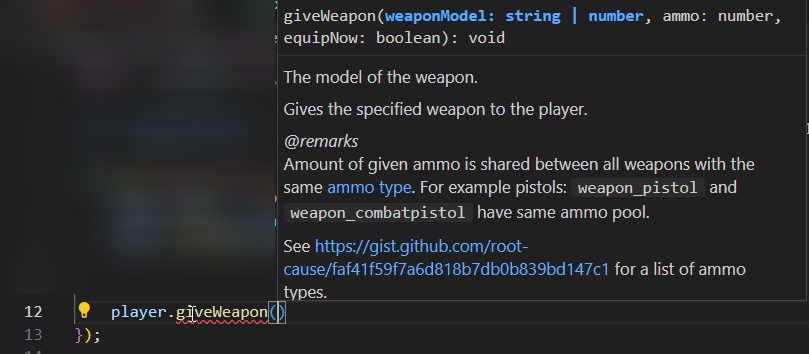 giveWeapon(weaponModel: string | number, ammo: number,
equipNow: boolean): void
The model of the weapon.
Gives the specified weapon to the player.
@remarks
Amount of given ammo is shared between all weapons with the
same ammo type. For example pistols: weapon_pistol and
weapon_combatpistol have same ammo pool.
See https://gist.github.com/root-
cause/faf41f59f7a6d818b7db0b839bd147c1 for a list of ammo
types.
12 player.giveWeapon()
13 });